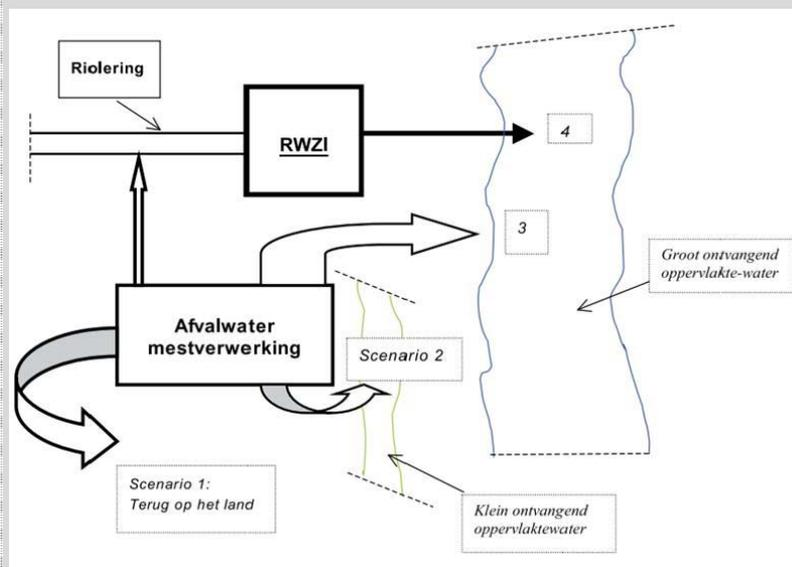 Riolering
RWZI
4
3
Groot ontvangend
oppervlakte-water
Afvalwater
mestverwerking
Scenario 2
Scenario 1:
Terug op het land
Klein ontvangend
oppervlaktewater